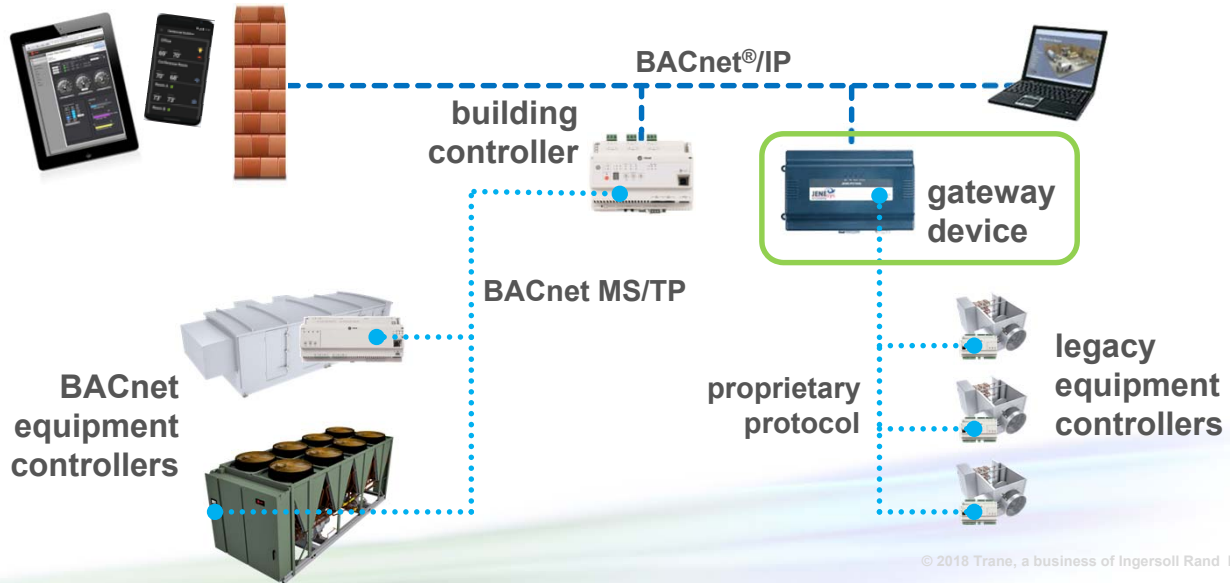 BACnet®/IP
building
controller
JENE
gateway
device
BACnet MS/TP
BACnet
equipment
controllers
proprietary
protocol
legacy
equipment
controllers
© 2018 Trane, a business of Ingersoll Rand